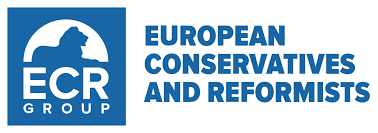 ECR
GROUP
EUROPEAN
CONSERVATIVES
AND REFORMISTS